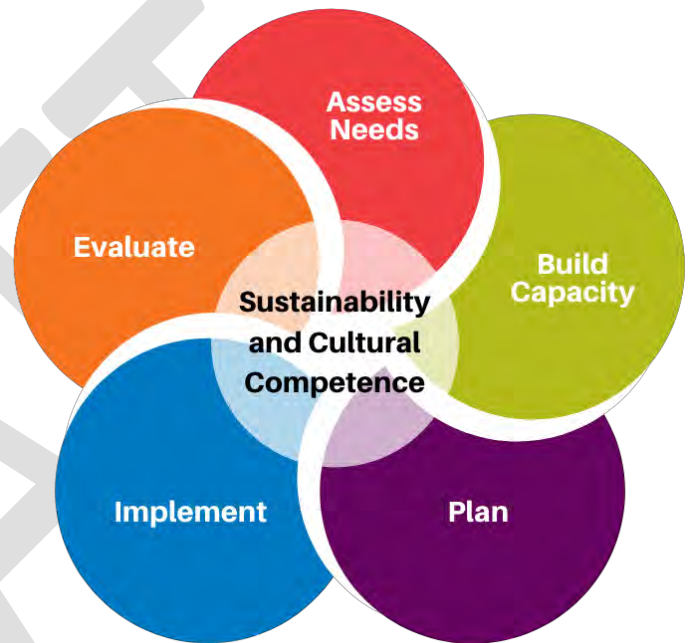 Assess
Needs
Build
Capacity
Plan
Implement
Evaluate
Sustainability
and Cultural
Competence